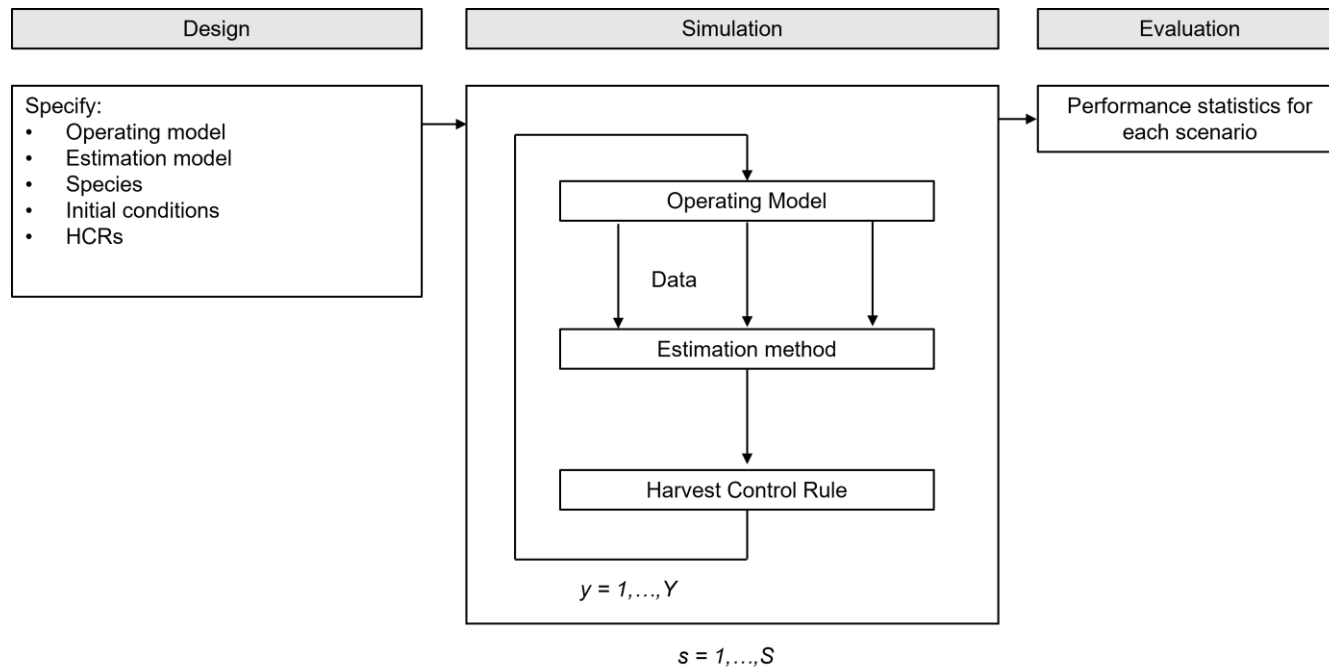 Design
Simulation
Evaluation
Specify:
• Operating model
• Estimation model
• Species
• Initial conditions
• HCRs
Operating Model
Data
Estimation method
Harvest Control Rule
y = 1,…,Y
s = 1,…,S
Performance statistics for
each scenario